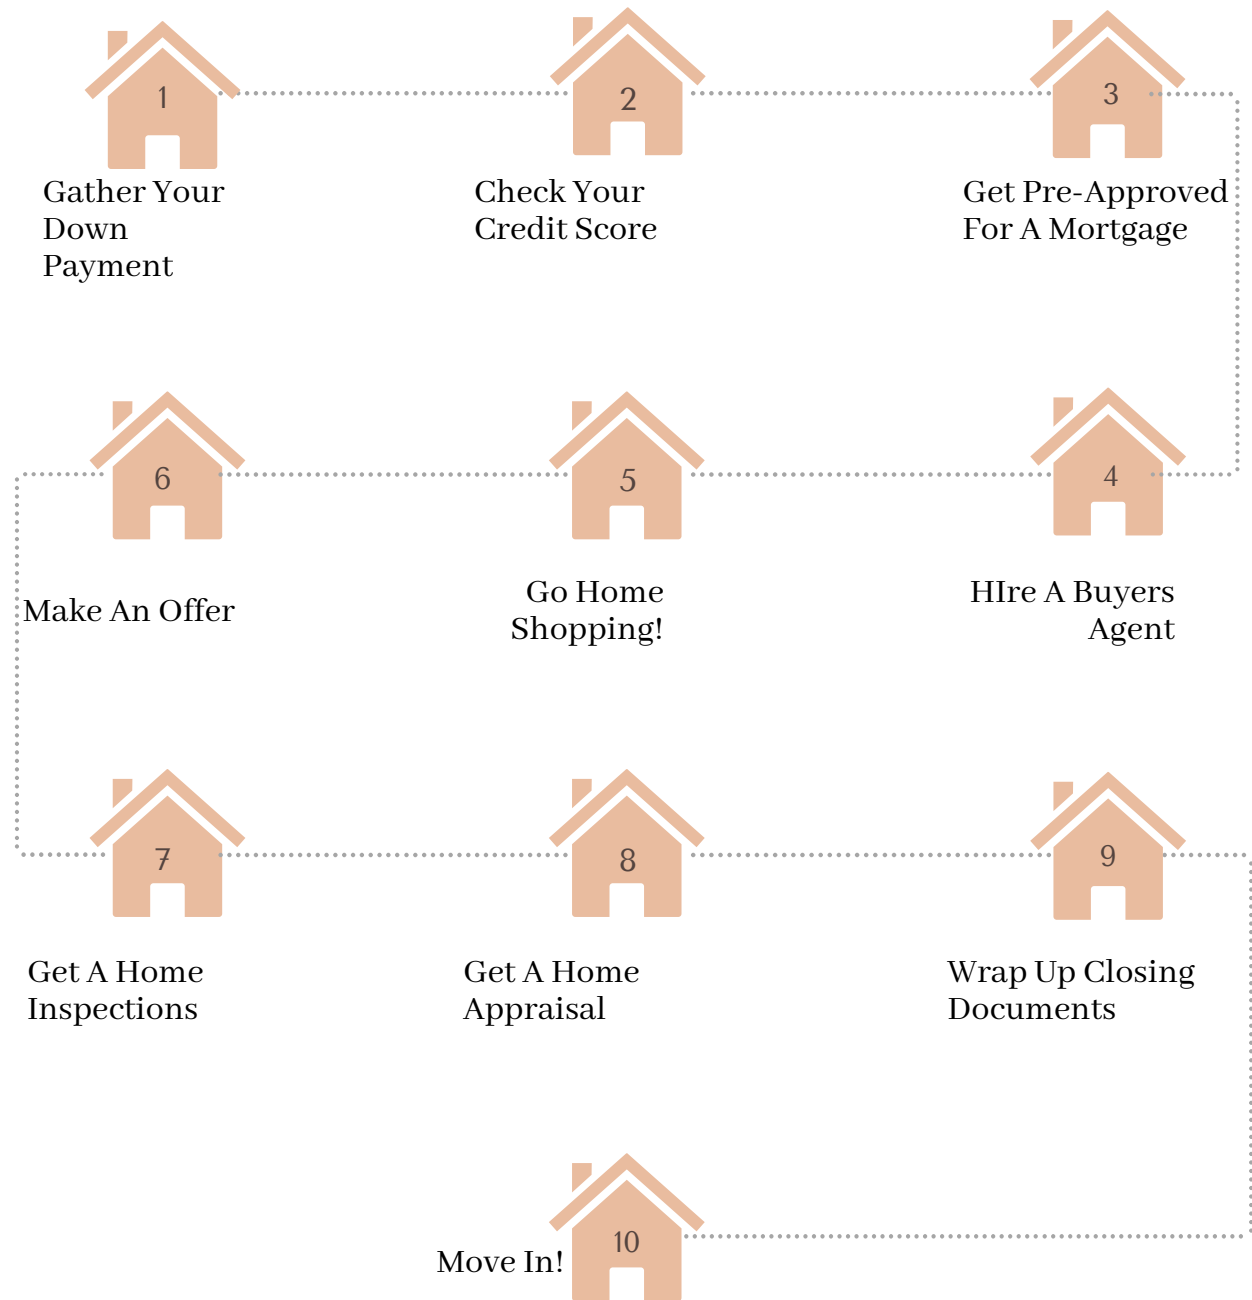 1
Gather Your
Down
Payment
2
Check Your
Credit Score
3
Get Pre-Approved
For A Mortgage
4
HIre A Buyers
Agent
5
Go Home
Shopping!
6
Make An Offer
7
Get A Home
Inspections
8
Get A Home
Appraisal
9
Wrap Up Closing
Documents
10
Move In!